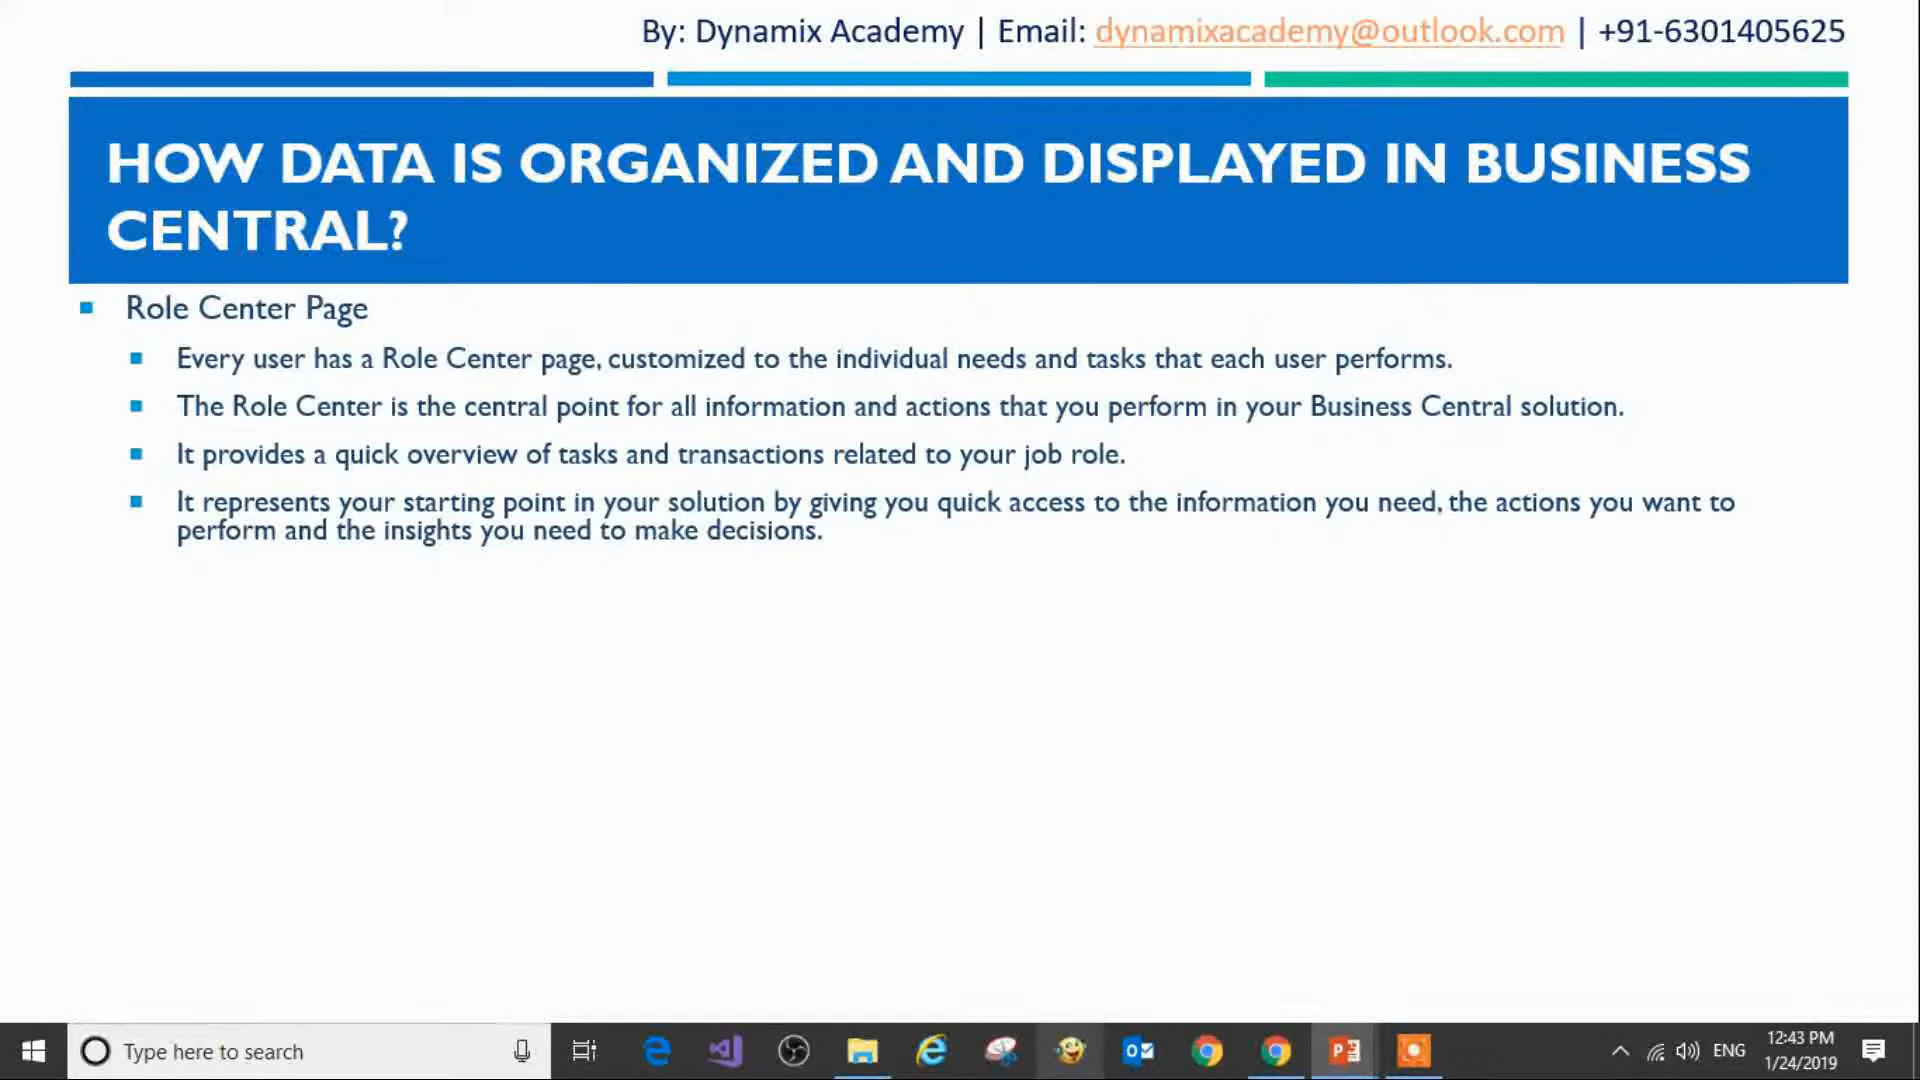 By: Dynamix Academy | Email: dynamixacademy@outlook.com | +91-6301405625
HOW DATA IS ORGANIZED AND DISPLAYED IN BUSINESS
CENTRAL?
Role Center Page
Every user has a Role Center page, customized to the individual needs and tasks that each user performs.
The Role Center is the central point for all information and actions that you perform in your Business Central solution.
It provides a quick overview of tasks and transactions related to your job role.
It represents your starting point in your solution by giving you quick access to the information you need, the actions you want to
perform and the insights you need to make decisions.
Type here to search
ENG
12:43 PM
1/24/2019